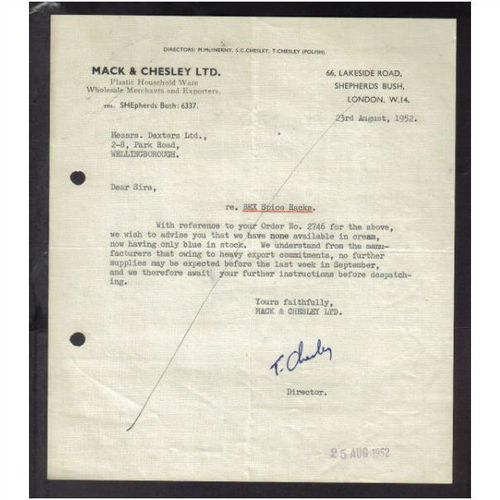 DIRECTORS: M.McINERNY, S.C.CHESLEY, T.CHESLEY (POLISH).
MACK & CHESLEY LTD.
Plastic Household Ware
Wholesale Merchants and Exporters.
TEL. SHEpherds Bush: 6337.
66, LAKESIDE ROAD,
SHEPHERDS BUSH,
LONDON, W.14.
23rd August, 1952.
Messrs. Dexters Ltd.,
2-8, Park Road,
WELLINGBOROUGH.
Dear Sirs,
re. BEX Spice Racks.
With reference to your Order No. 2746 for the above,
we wish to advise you that we have none available in cream,
now having only blue in stock. We understand from the manu-
facturers that owing to heavy export commitments, no further
supplies may be expected before the last week in September,
and we therefore await your further instructions before despatch-
ing.
Yours faithfully,
MACK & CHESLEY LTD.
T. Chesley
Director.
25 AUG 1952